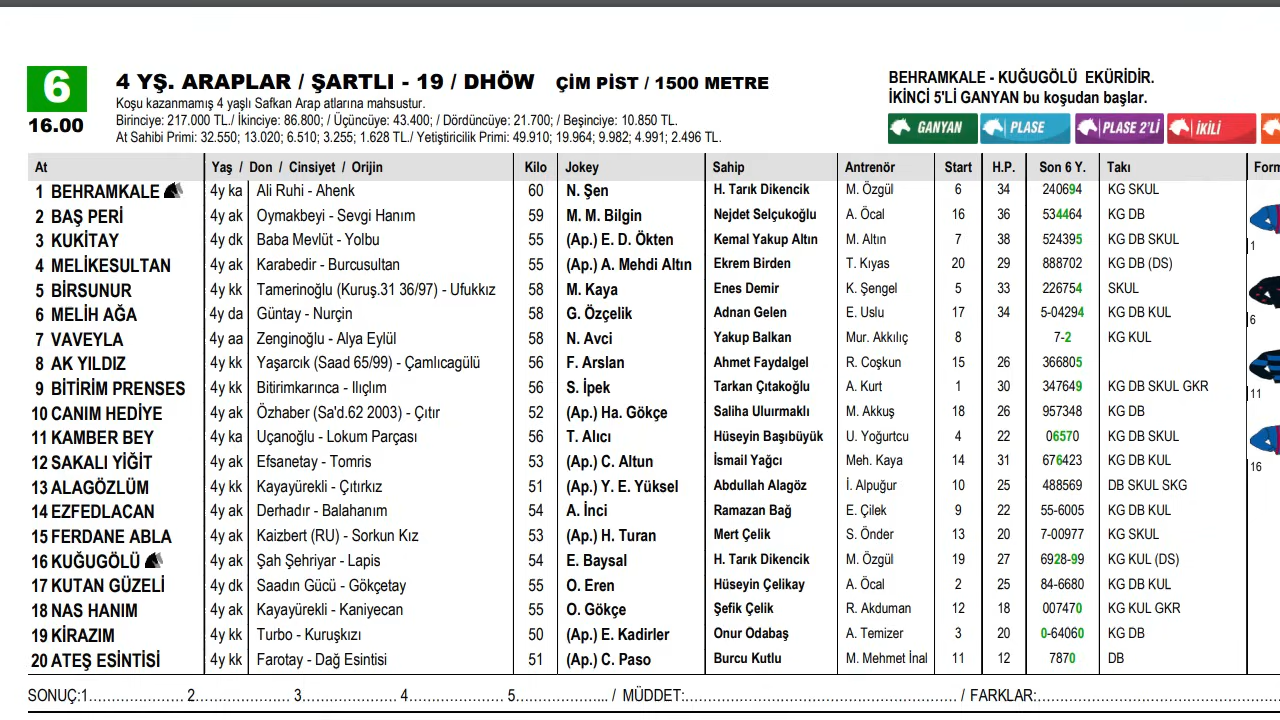 6 4 YŞ. ARAPLAR / ŞARTLI - 19 / DHÖW ÇİM PİST / 1500 METRE
16.00
Koşu kazanmamış 4 yaşlı Safkan Arap atlarına mahsustur.
Birinciye: 217.000 TL./ İkinciye: 86.800; / Üçüncüye: 43.400; / Dördüncüye: 21.700; / Beşinciye: 10.850 TL.
At Sahibi Primi: 32.550; 13.020; 6.510; 3.255; 1.628 TL./ Yetiştiricilik Primi: 49.910; 19.964; 9.982; 4.991; 2.496 TL.
BEHRAMKALE - KUĞUGÖLÜ EKÜRİDİR.
İKİNCİ 5'Lİ GANYAN bu koşudan başlar.
GANYAN PLASE PLASE 2'Lİ İKİLİ
At Yaş / Don / Cinsiyet / Orijin Kilo Jokey Sahip Antrenör Start H.P. Son 6 Y. Takı Form
1 BEHRAMKALE 4y ka Ali Ruhi - Ahenk 60 N. Şen H. Tarık Dikencik M. Özgül 6 34 240694 KG SKUL
2 BAŞ PERİ 4y ak Oymakbeyi - Sevgi Hanım 59 M. M. Bilgin Nejdet Selçukoğlu A. Öcal 16 36 534464 KG DB
3 KUKİTAY 4y dk Baba Mevlüt - Yolbu 55 (Ap.) E. D. Ökten Kemal Yakup Altın M. Altın 7 38 524395 KG DB SKUL
4 MELİKESULTAN 4y ak Karabedir - Burcusultan 55 (Ap.) A. Mehdi Altın Ekrem Birden T. Kıyas 20 29 888702 KG DB (DS)
5 BİRSUNUR 4y kk Tamerinoğlu (Kuruş.31 36/97) - Ufukkız 58 M. Kaya Enes Demir K. Şengel 5 33 226754 SKUL
6 MELİH AĞA 4y da Güntay - Nurçin 58 G. Özçelik Adnan Gelen E. Uslu 17 34 5-04294 KG DB KUL
7 VAVEYLA 4y aa Zenginoğlu - Alya Eylül 58 N. Avci Yakup Balkan Mur. Akkılıç 8 7-2 KG KUL
8 AK YILDIZ 4y kk Yaşarcık (Saad 65/99) - Çamlıcagülü 56 F. Arslan Ahmet Faydalgel R. Coşkun 15 26 366805
9 BİTİRİM PRENSES 4y kk Bitirimkarınca - Ilıçlım 56 S. İpek Tarkan Çıtakoğlu A. Kurt 1 30 347649 KG DB SKUL GKR
10 CANIM HEDİYE 4y ak Özhaber (Sa'd.62 2003) - Çıtır 52 (Ap.) Ha. Gökçe Saliha Uluırmaklı M. Akkuş 18 26 957348 KG DB
11 KAMBER BEY 4y ka Uçanoğlu - Lokum Parçası 56 T. Alıcı Hüseyin Başıbüyük U. Yoğurtcu 4 22 06570 KG DB SKUL
12 SAKALI YİĞİT 4y ak Efsanetay - Tomris 53 (Ap.) C. Altun İsmail Yağcı Meh. Kaya 14 31 676423 KG DB KUL
13 ALAGÖZLÜM 4y kk Kayayürekli - Çıtırkız 51 (Ap.) Y. E. Yüksel Abdullah Alagöz İ. Alpuğur 10 25 488569 DB SKUL SKG
14 EZFEDLACAN 4y ak Derhadır - Balahanım 54 A. İnci Ramazan Bağ E. Çilek 9 22 55-6005 KG DB KUL
15 FERDANE ABLA 4y ak Kaizbert (RU) - Sorkun Kız 53 (Ap.) H. Turan Mert Çelik S. Önder 13 20 7-00977 KG SKUL
16 KUĞUGÖLÜ 4y ak Şah Şehriyar - Lapis 54 E. Baysal H. Tarık Dikencik M. Özgül 19 27 6928-99 KG KUL (DS)
17 KUTAN GÜZELİ 4y dk Saadın Gücü - Gökçetay 55 O. Eren Hüseyin Çelikay A. Öcal 2 25 84-6680 KG DB KUL
18 NAS HANIM 4y ak Kayayürekli - Kaniyecan 55 O. Gökçe Şefik Çelik R. Akduman 12 18 007470 KG KUL GKR
19 KİRAZIM 4y kk Turbo - Kuruşkızı 50 (Ap.) E. Kadirler Onur Odabaş A. Temizer 3 20 0-64060 KG DB
20 ATEŞ ESİNTİSİ 4y kk Farotay - Dağ Esintisi 51 (Ap.) C. Paso Burcu Kutlu M. Mehmet İnal 11 12 7870 DB
1
6
11
16
SONUÇ:1..................... 2........................ 3........................ 4...................... 5..................... / MÜDDET:............................................................ / FARKLAR:............................................................